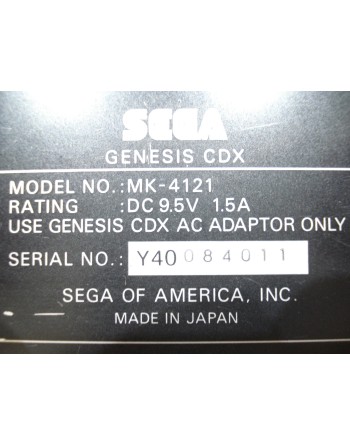 SEGA
GENESIS CDX
MODEL NO.:MK-4121
RATING :DC 9.5V 1.5A
USE GENESIS CDX AC ADAPTOR ONLY
SERIAL NO.: Y40084011
SEGA OF AMERICA, INC.
MADE IN JAPAN